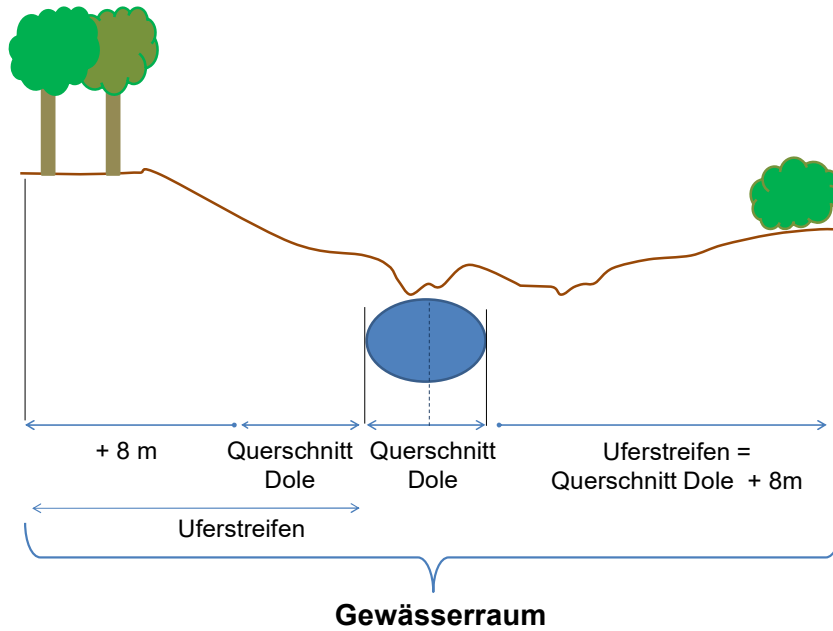 + 8 m
Querschnitt
Dole
Querschnitt
Dole
Uferstreifen =
Querschnitt Dole + 8m
Uferstreifen
Gewässerraum